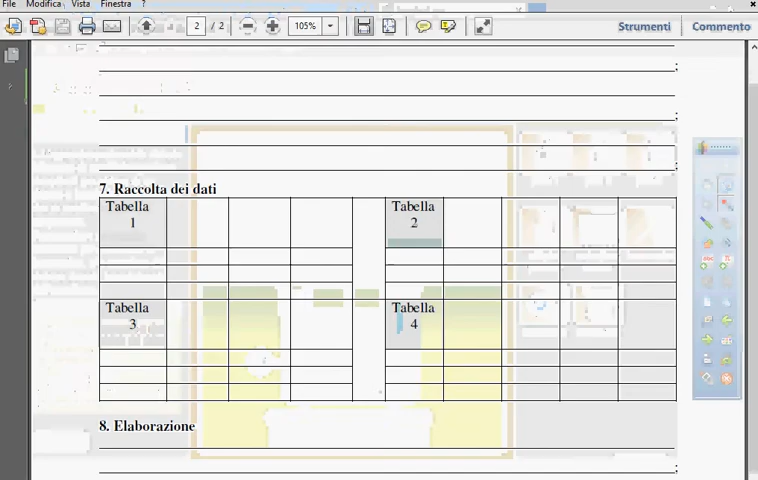 File Modifica Vista Finestra ?
2 / 2 105% Strumenti Commento
;
;
;
7. Raccolta dei dati
Tabella
1
Tabella
2
Tabella
3
Tabella
4
8. Elaborazione
;